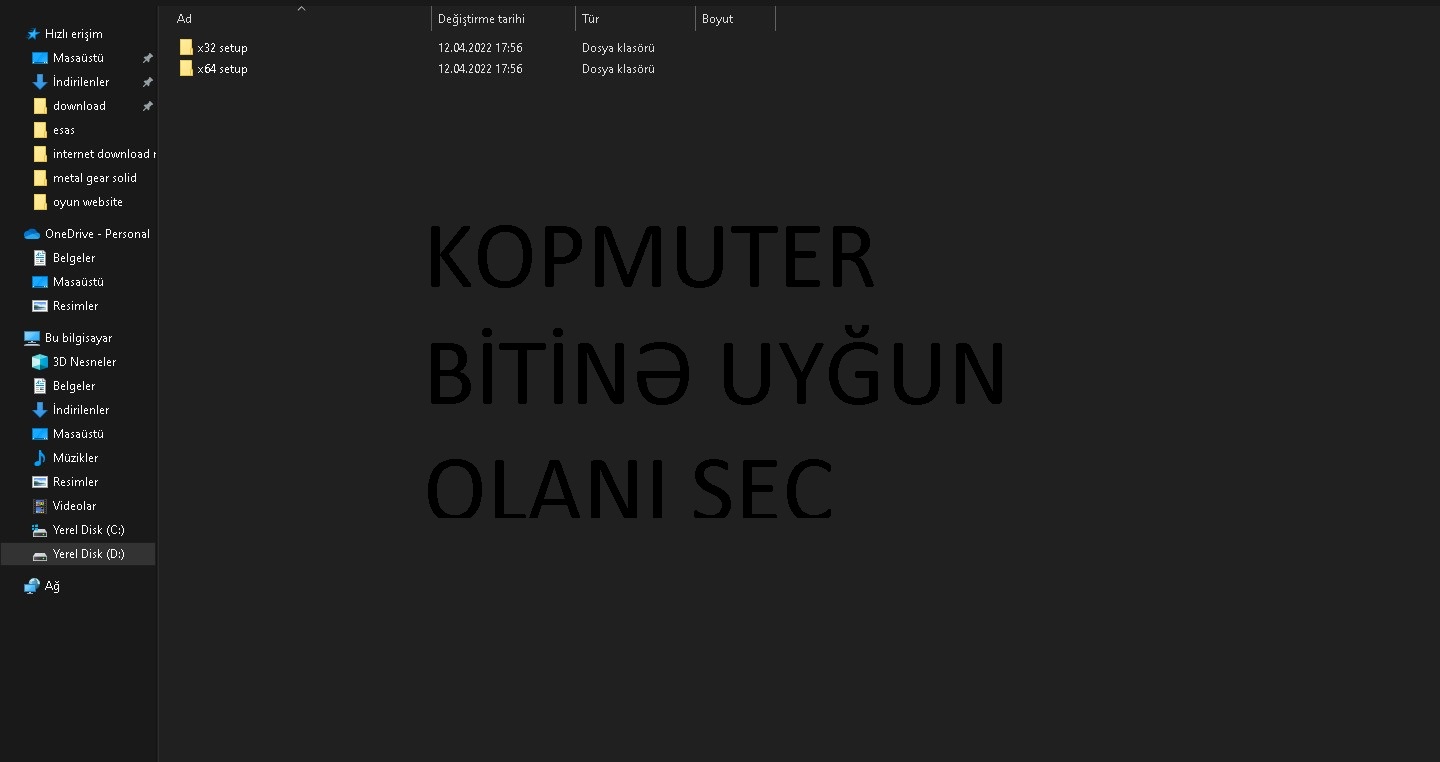 Ad Değiştirme tarihi Tür Boyut
x32 setup 12.04.2022 17:56 Dosya klasörü
x64 setup 12.04.2022 17:56 Dosya klasörü
Hızlı erişim
Masaüstü
İndirilenler
download
esas
internet download
metal gear solid
oyun website
OneDrive - Personal
Belgeler
Masaüstü
Resimler
Bu bilgisayar
3D Nesneler
Belgeler
İndirilenler
Masaüstü
Müzikler
Resimler
Videolar
Yerel Disk (C:)
Yerel Disk (D:)
Ağ
KOPMUTER
BİTİNƏ UYĞUN
OLANI SEC